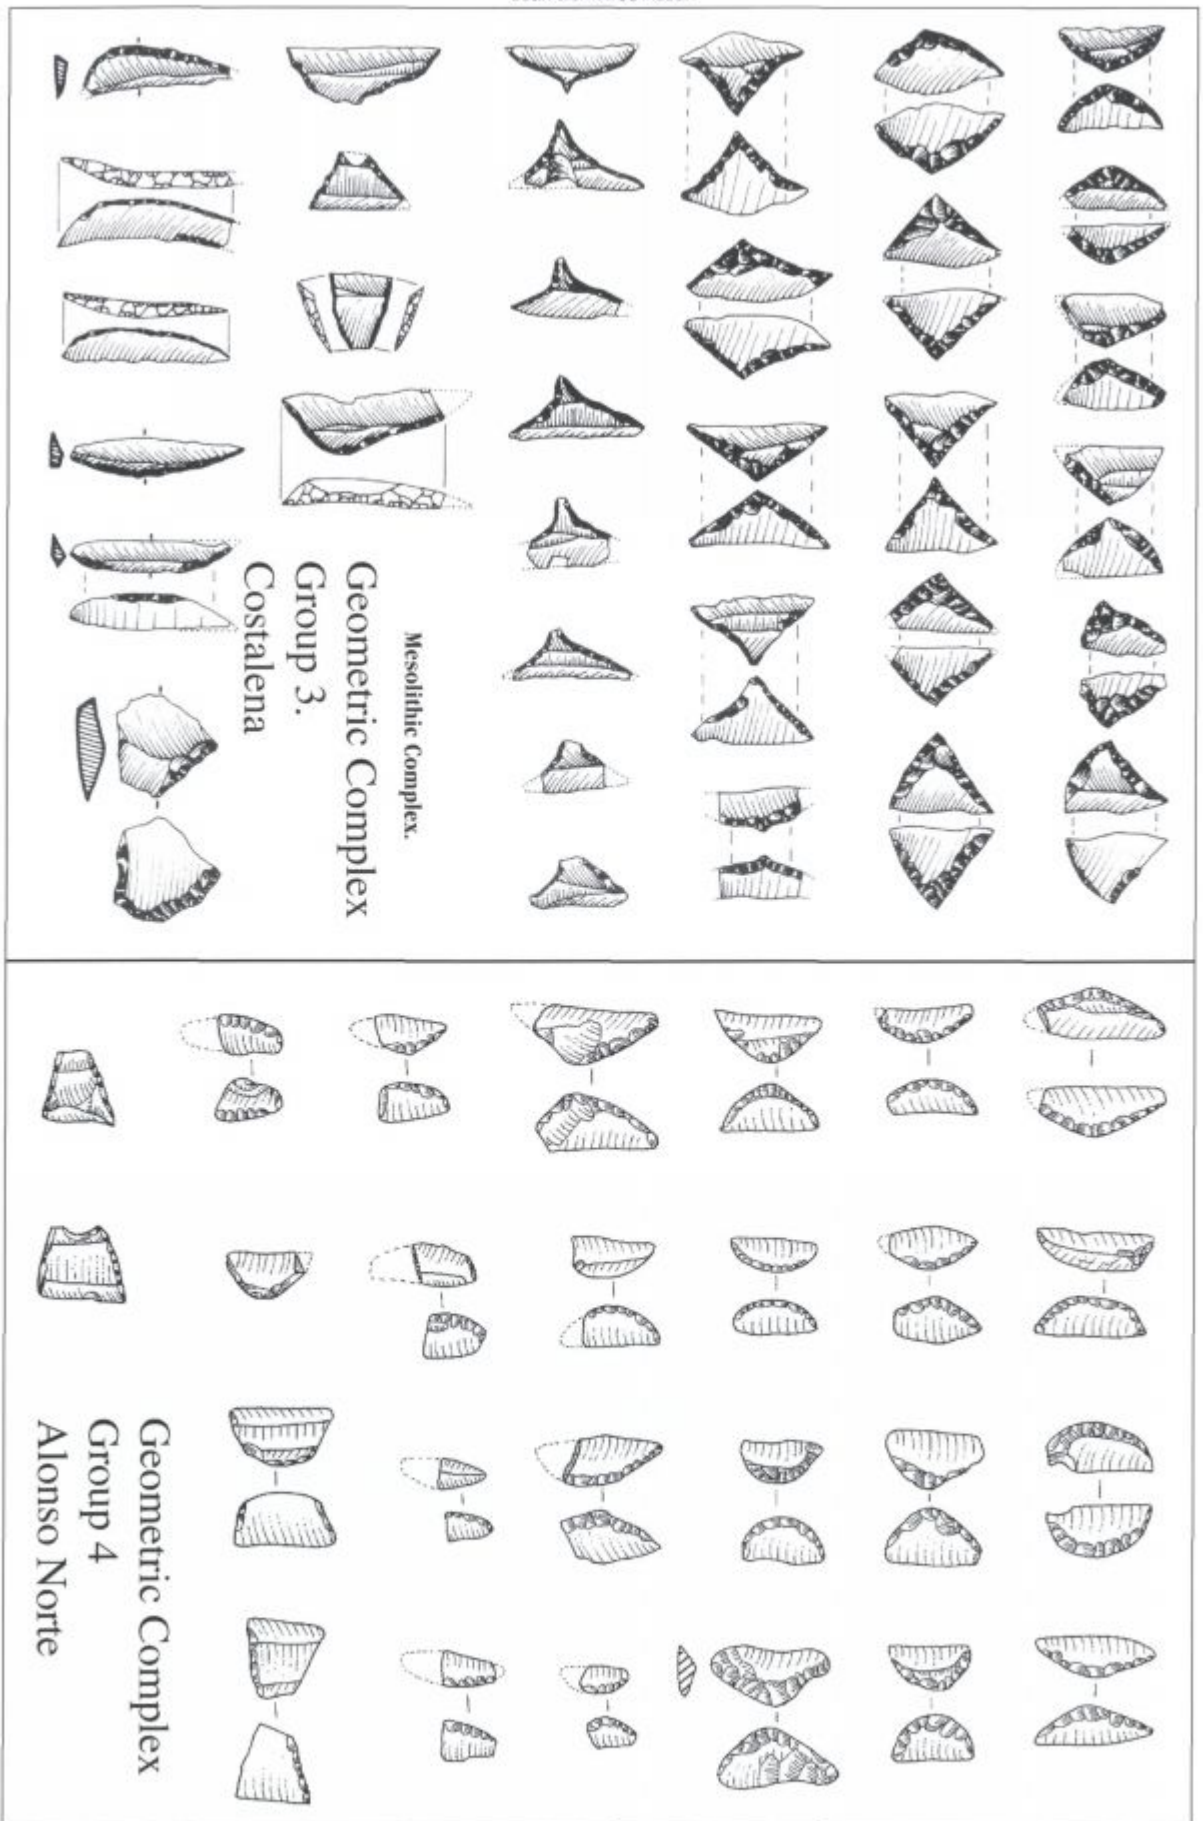 Mesolithic Complex.
Geometric Complex
Group 3.
Costalena
Geometric Complex
Group 4
Alonso Norte